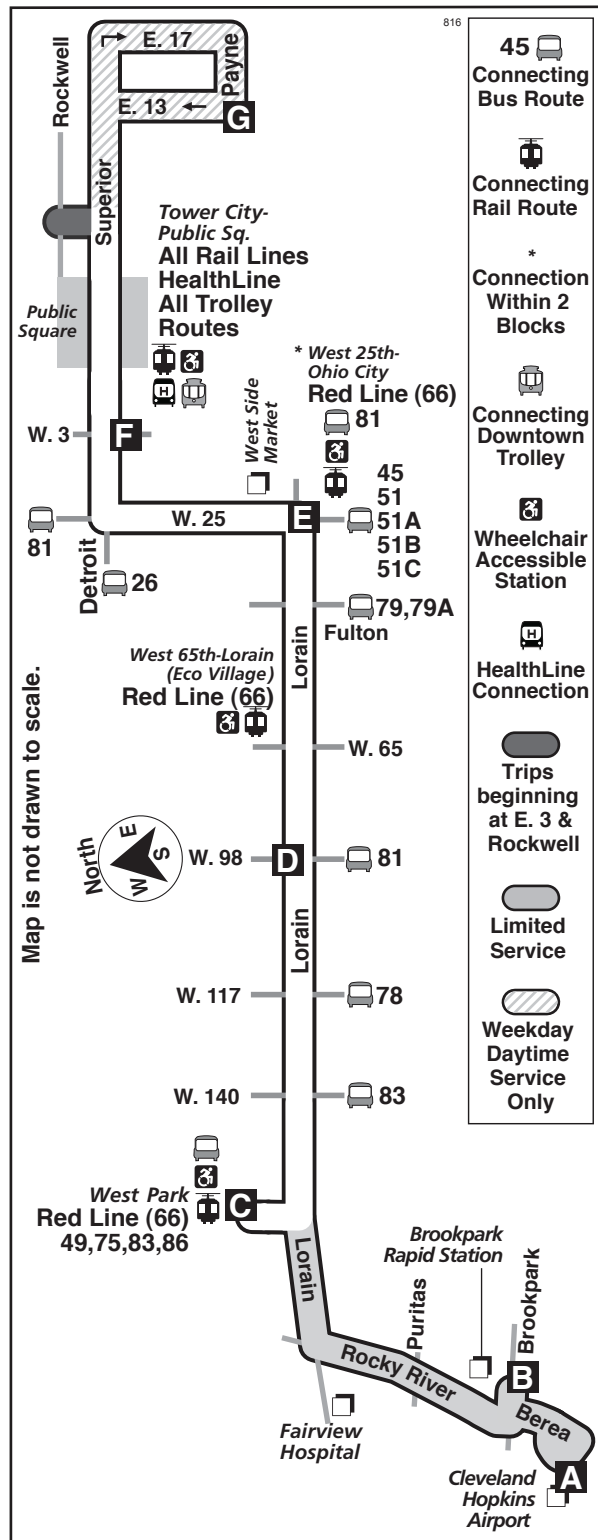 816
E. 17
Payne
E. 13
G
Rockwell
Superior
Tower City-
Public Sq.
All Rail Lines
HealthLine
All Trolley
Routes
H
Public
Square
W. 3
F
West Side
Market
* West 25th-
Ohio City
Red Line (66)
81
45
51
51A
51B
51C
E
W. 25
81
Detroit
26
79,79A
Fulton
Lorain
West 65th-Lorain
(Eco Village)
Red Line (66)
W. 65
Map is not drawn to scale.
North
E
S
W
W. 98
D
81
Lorain
W. 117
78
W. 140
83
West Park
Red Line (66)
49,75,83,86
C
Lorain
Brookpark
Rapid Station
Puritas
Brookpark
Rocky River
B
Berea
Fairview
Hospital
A
Cleveland
Hopkins
Airport
45
Connecting
Bus Route
Connecting
Rail Route
*
Connection
Within 2
Blocks
Connecting
Downtown
Trolley
Wheelchair
Accessible
Station
H
HealthLine
Connection
Trips
beginning
at E. 3 &
Rockwell
Limited
Service
Weekday
Daytime
Service
Only